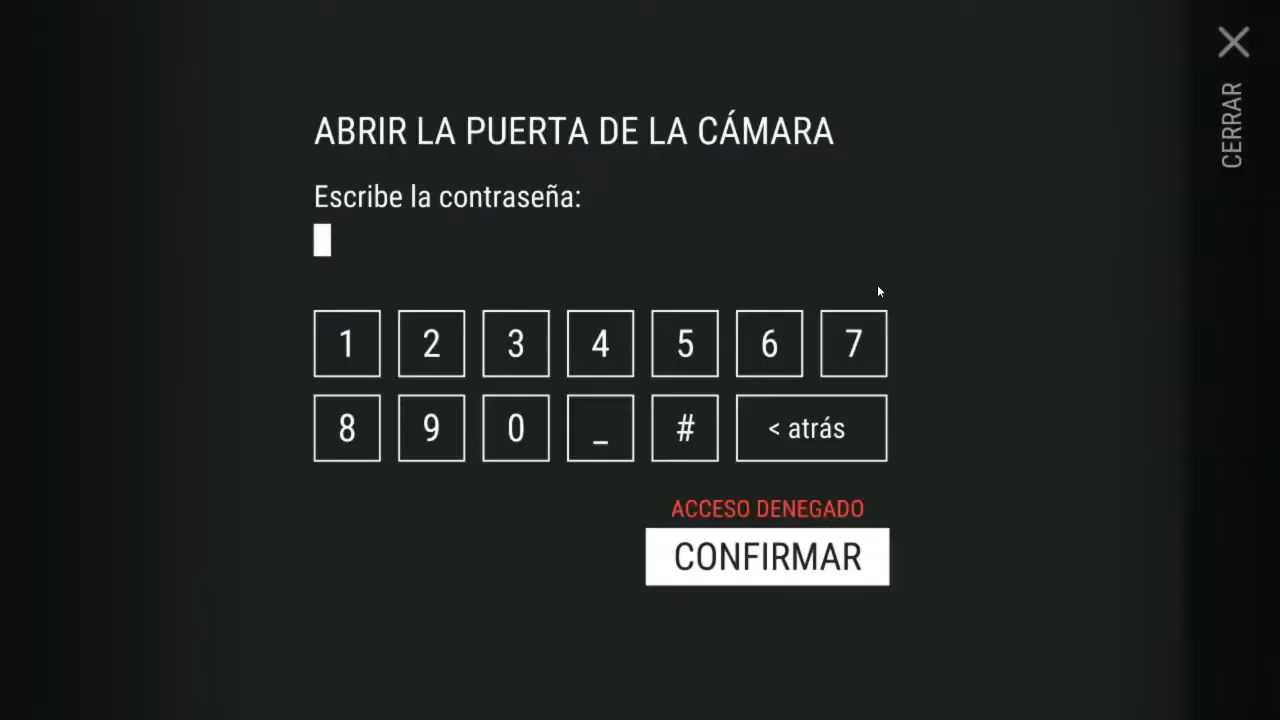 ABRIR LA PUERTA DE LA CÁMARA
Escribe la contraseña:
1 2 3 4 5 6 7
8 9 0 _ # < atrás
ACCESO DENEGADO
CONFIRMAR
CERRAR